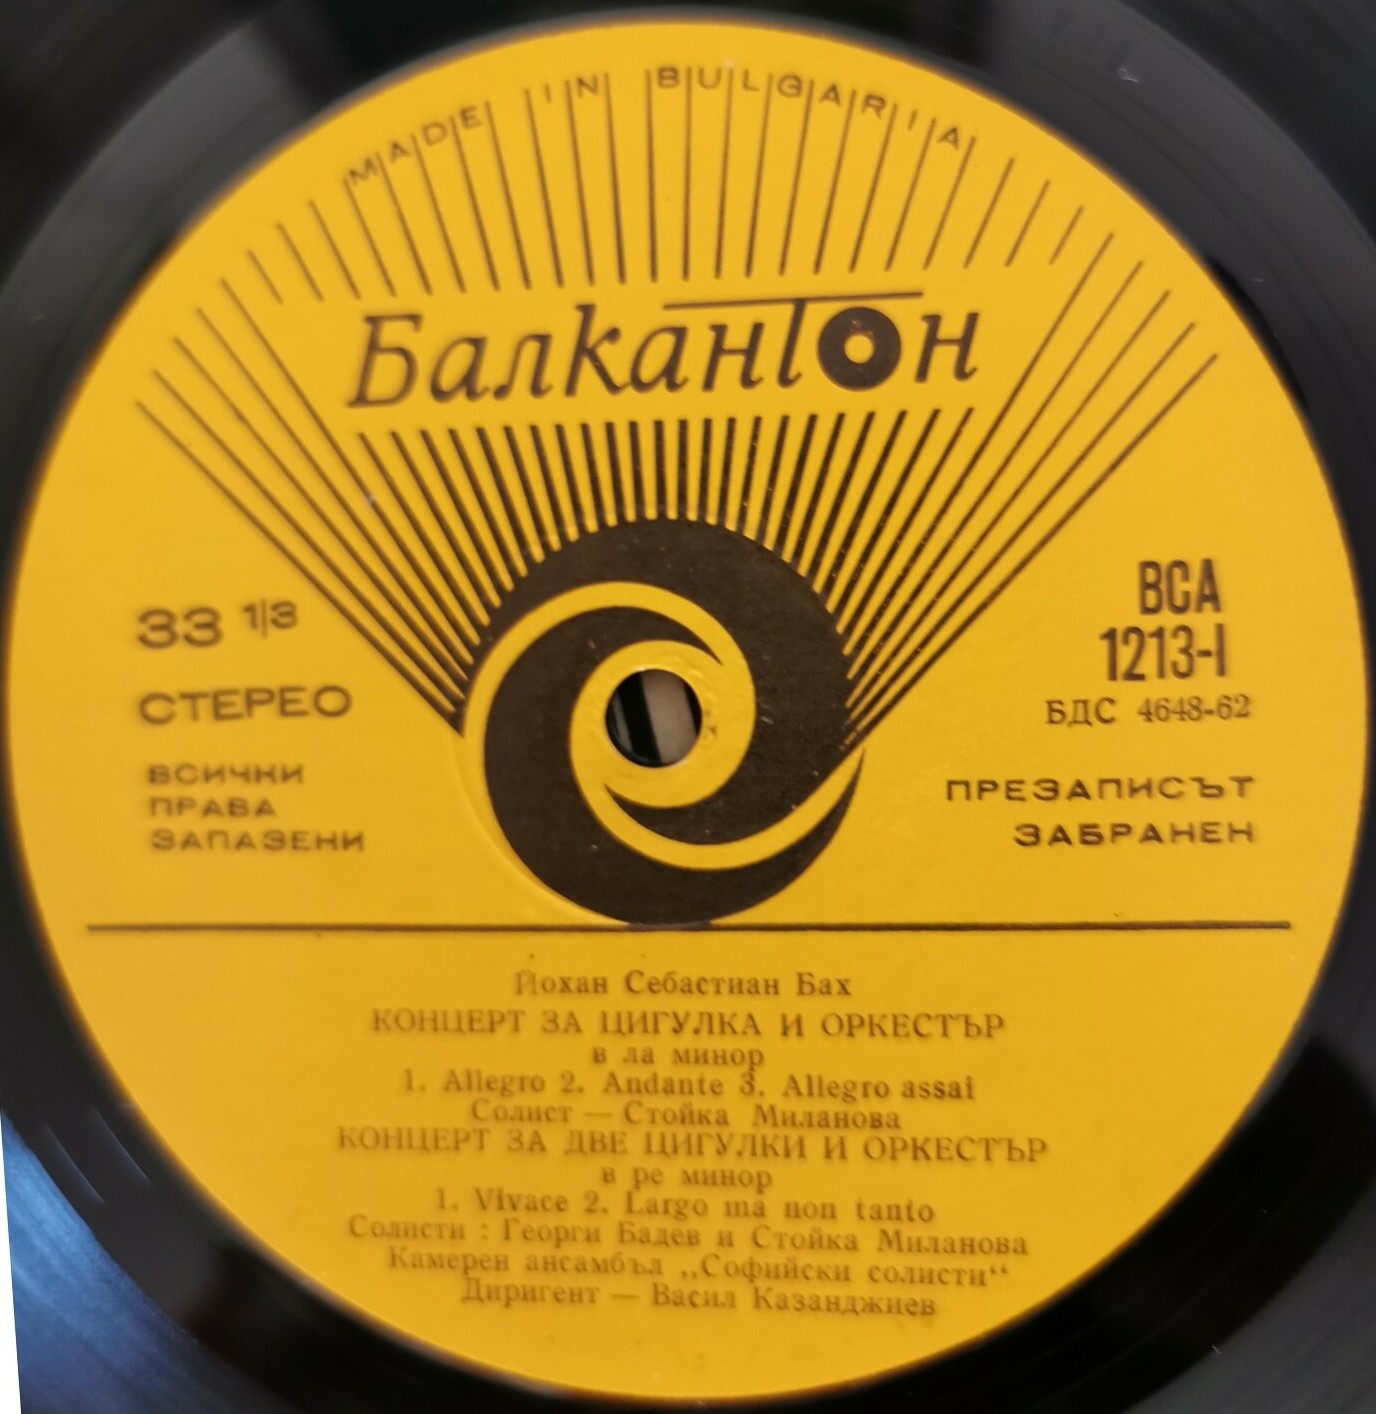 MADE IN BULGARIA
Балкантон
33 1/3
СТЕРЕО
ВСИЧКИ
ПРАВА
ЗАПАЗЕНИ
ВСА
1213-I
БДС 4648-62
ПРЕЗАПИСЪТ
ЗАБРАНЕН
Йохан Себастиан Бах
КОНЦЕРТ ЗА ЦИГУЛКА И ОРКЕСТЪР
в ла минор
1. Allegro 2. Andante 3. Allegro assai
Солист — Стойка Миланова
КОНЦЕРТ ЗА ДВЕ ЦИГУЛКИ И ОРКЕСТЪР
в ре минор
1. Vivace 2. Largo ma non tanto
Солисти : Георги Бадев и Стойка Миланова
Камерен ансамбъл „Софийски солисти“
Диригент — Васил Казанджиев